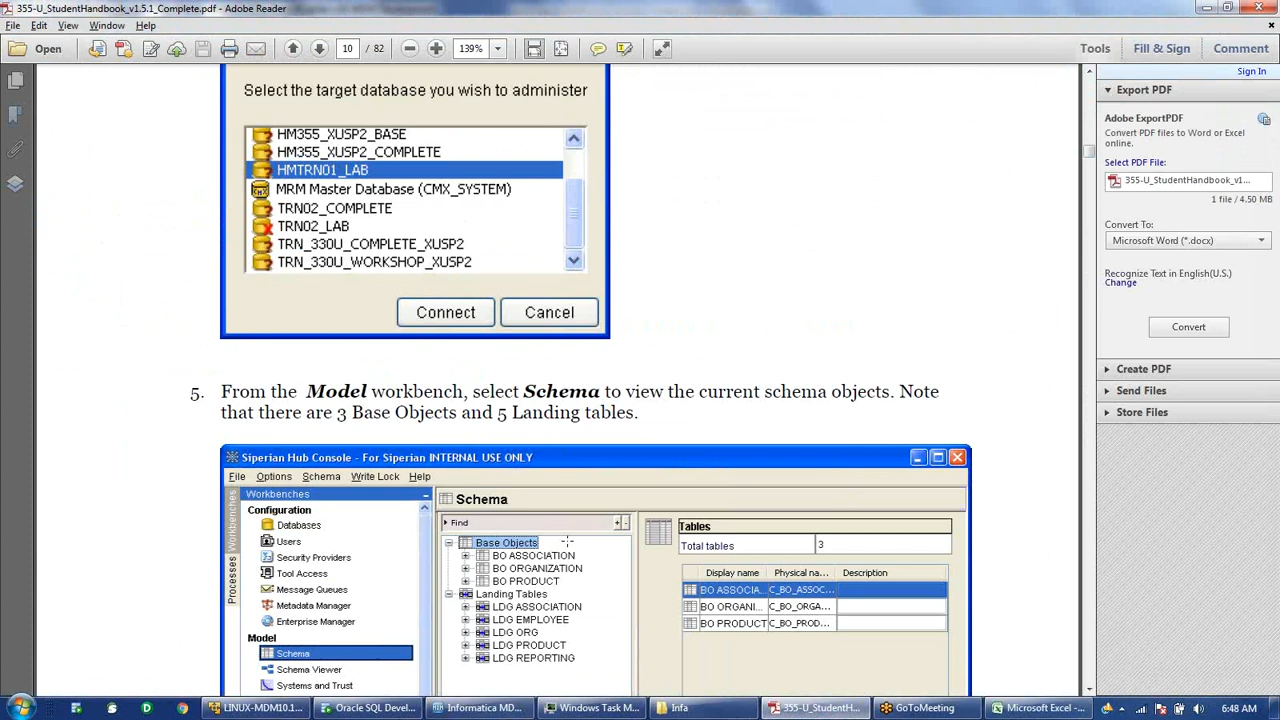 355-U_StudentHandbook_v1.5.1_Complete.pdf - Adobe Reader
File Edit View Window Help
Open 10 / 82 139% Tools Fill & Sign Comment
Sign In
Select the target database you wish to administer
HM355_XUSP2_BASE
HM355_XUSP2_COMPLETE
HMTRN01_LAB
MRM Master Database (CMX_SYSTEM)
TRN02_COMPLETE
TRN02_LAB
TRN_330U_COMPLETE_XUSP2
TRN_330U_WORKSHOP_XUSP2
Connect Cancel
5. From the Model workbench, select Schema to view the current schema objects. Note
that there are 3 Base Objects and 5 Landing tables.
Siperian Hub Console - For Siperian INTERNAL USE ONLY
File Options Schema Write Lock Help
Workbenches
Processes
Workbenches
Configuration
Databases
Users
Security Providers
Tool Access
Message Queues
Metadata Manager
Enterprise Manager
Model
Schema
Schema Viewer
Systems and Trust
Schema
Find
Base Objects
BO ASSOCIATION
BO ORGANIZATION
BO PRODUCT
Landing Tables
LDG ASSOCIATION
LDG EMPLOYEE
LDG ORG
LDG PRODUCT
LDG REPORTING
Tables
Total tables 3
Display name Physical na... Description
BO ASSOCIA... C_BO_ASSOC...
BO ORGANI... C_BO_ORGA...
BO PRODUCT C_BO_PROD...
Export PDF
Adobe ExportPDF
Convert PDF files to Word or Excel
online.
Select PDF File:
355-U_StudentHandbook_v1...
1 file / 4.50 MB
Convert To:
Microsoft Word (*.docx)
Recognize Text in English(U.S.)
Change
Convert
Create PDF
Send Files
Store Files
LINUX-MDM10.1... Oracle SQL Devel... Informatica MD... Windows Task M... Infa 355-U_StudentH... GoToMeeting Microsoft Excel -... 6:48 AM